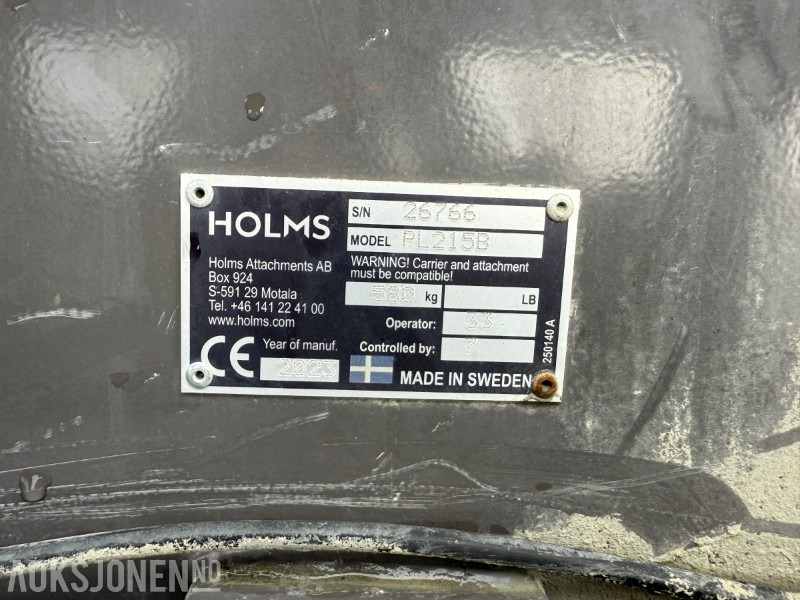 HOLMS
Holms Attachments AB
Box 924
S-591 29 Motala
Tel. +46 141 22 41 00
www.holms.com
CE Year of manuf. 2023
S/N 26766
MODEL PL215B
WARNING! Carrier and attachment
must be compatible!
580 kg LB
Operator: 33
Controlled by:
MADE IN SWEDEN
250140 A
AUKSJONEN.NO